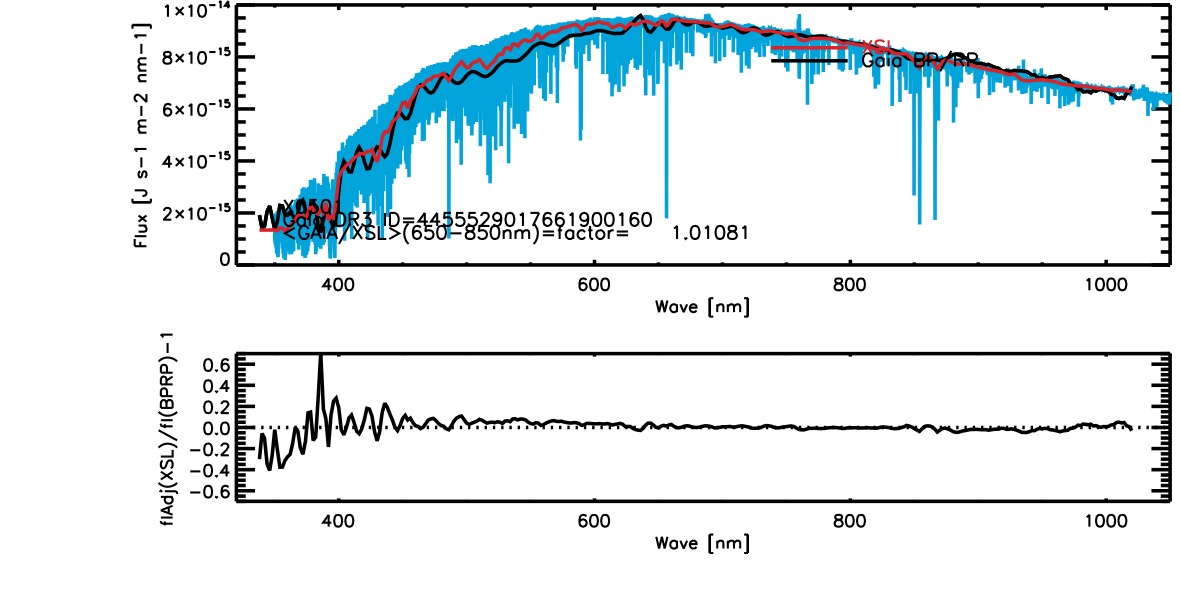 1×10-14
8×10-15
6×10-15
4×10-15
2×10-15
0
Flux [J s-1 m-2 nm-1]
XSL
Gaia BP/RP
Gaia DR3 ID=4455529017661900160
<GAIA/XSL>(650-850nm)=factor= 1.01081
400 600 800 1000
Wave [nm]
0.6
0.4
0.2
0.0
-0.2
-0.4
-0.6
flAdj(XSL)/fl(BPRP)-1
400 600 800 1000
Wave [nm]